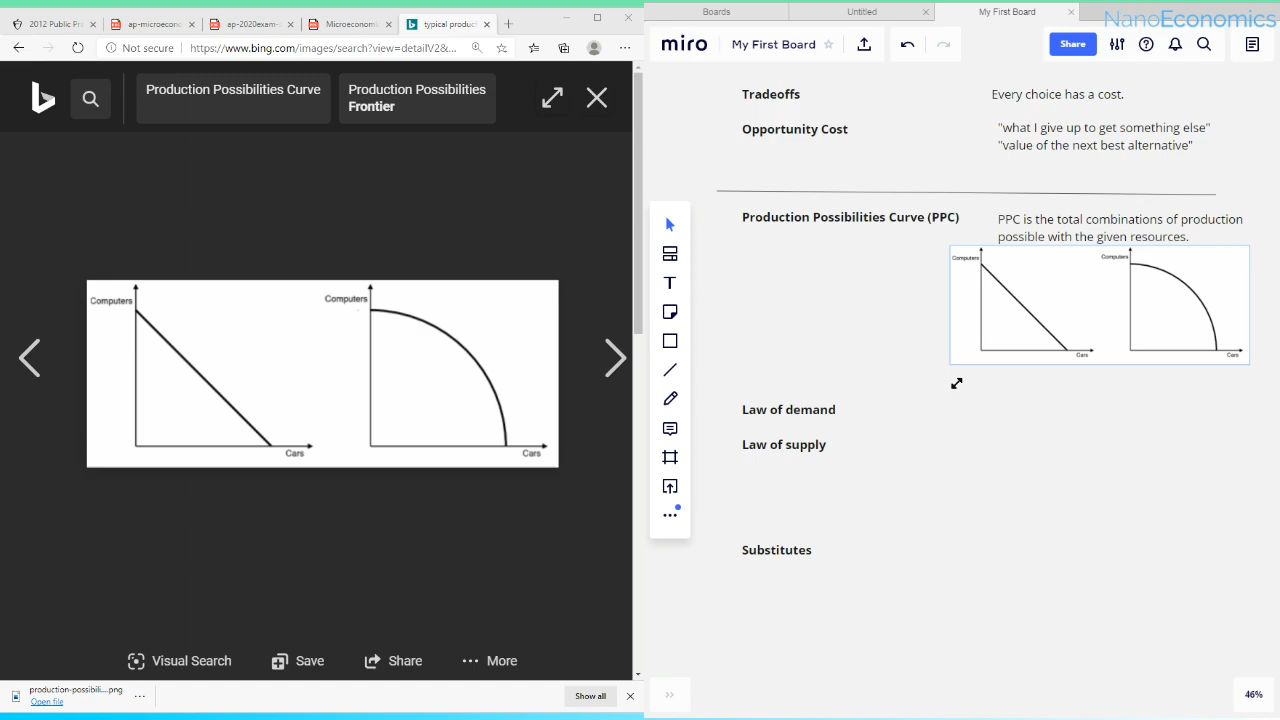 2012 Public Pra
ap-microeconc
ap-2020exam-s
Microeconomic
typical product
Not secure
https://www.bing.com/images/search?view=detailV2&...
Production Possibilities Curve
Production Possibilities
Frontier
Computers
Cars
Computers
Cars
Visual Search
Save
Share
More
production-possibili....png
Open file
Show all
Boards
Untitled
My First Board
NanoEconomics
miro
My First Board
Share
Tradeoffs
Every choice has a cost.
Opportunity Cost
"what I give up to get something else"
"value of the next best alternative"
Production Possibilities Curve (PPC)
PPC is the total combinations of production
possible with the given resources.
Computers
Cars
Computers
Cars
Law of demand
Law of supply
Substitutes
46%